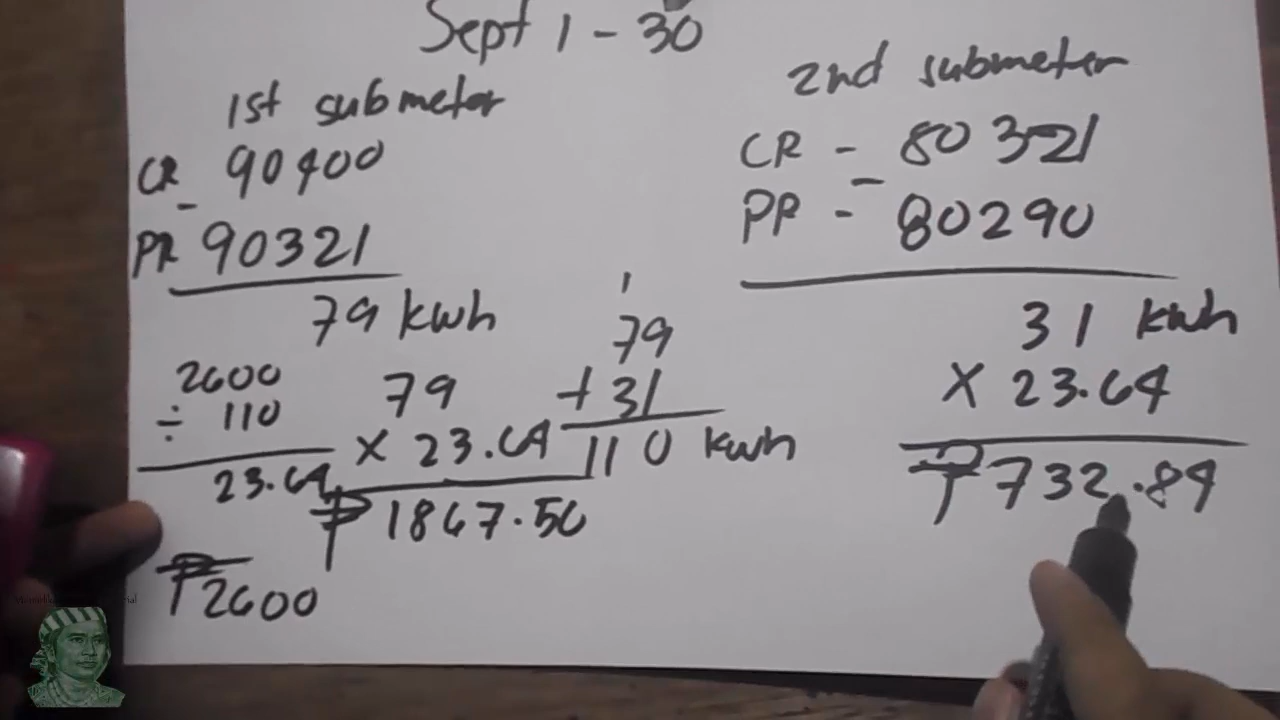 Sept 1 - 30
1st submeter
CR 90400
-
PR 90321
79 kwh
2600
÷ 110
23.64
79
x 23.64
₱ 1867.56
1
79
+ 31
110 kwh
₱2600
2nd submeter
CR - 80321
-
PR - 80290
31 kwh
x 23.64
₱732.84